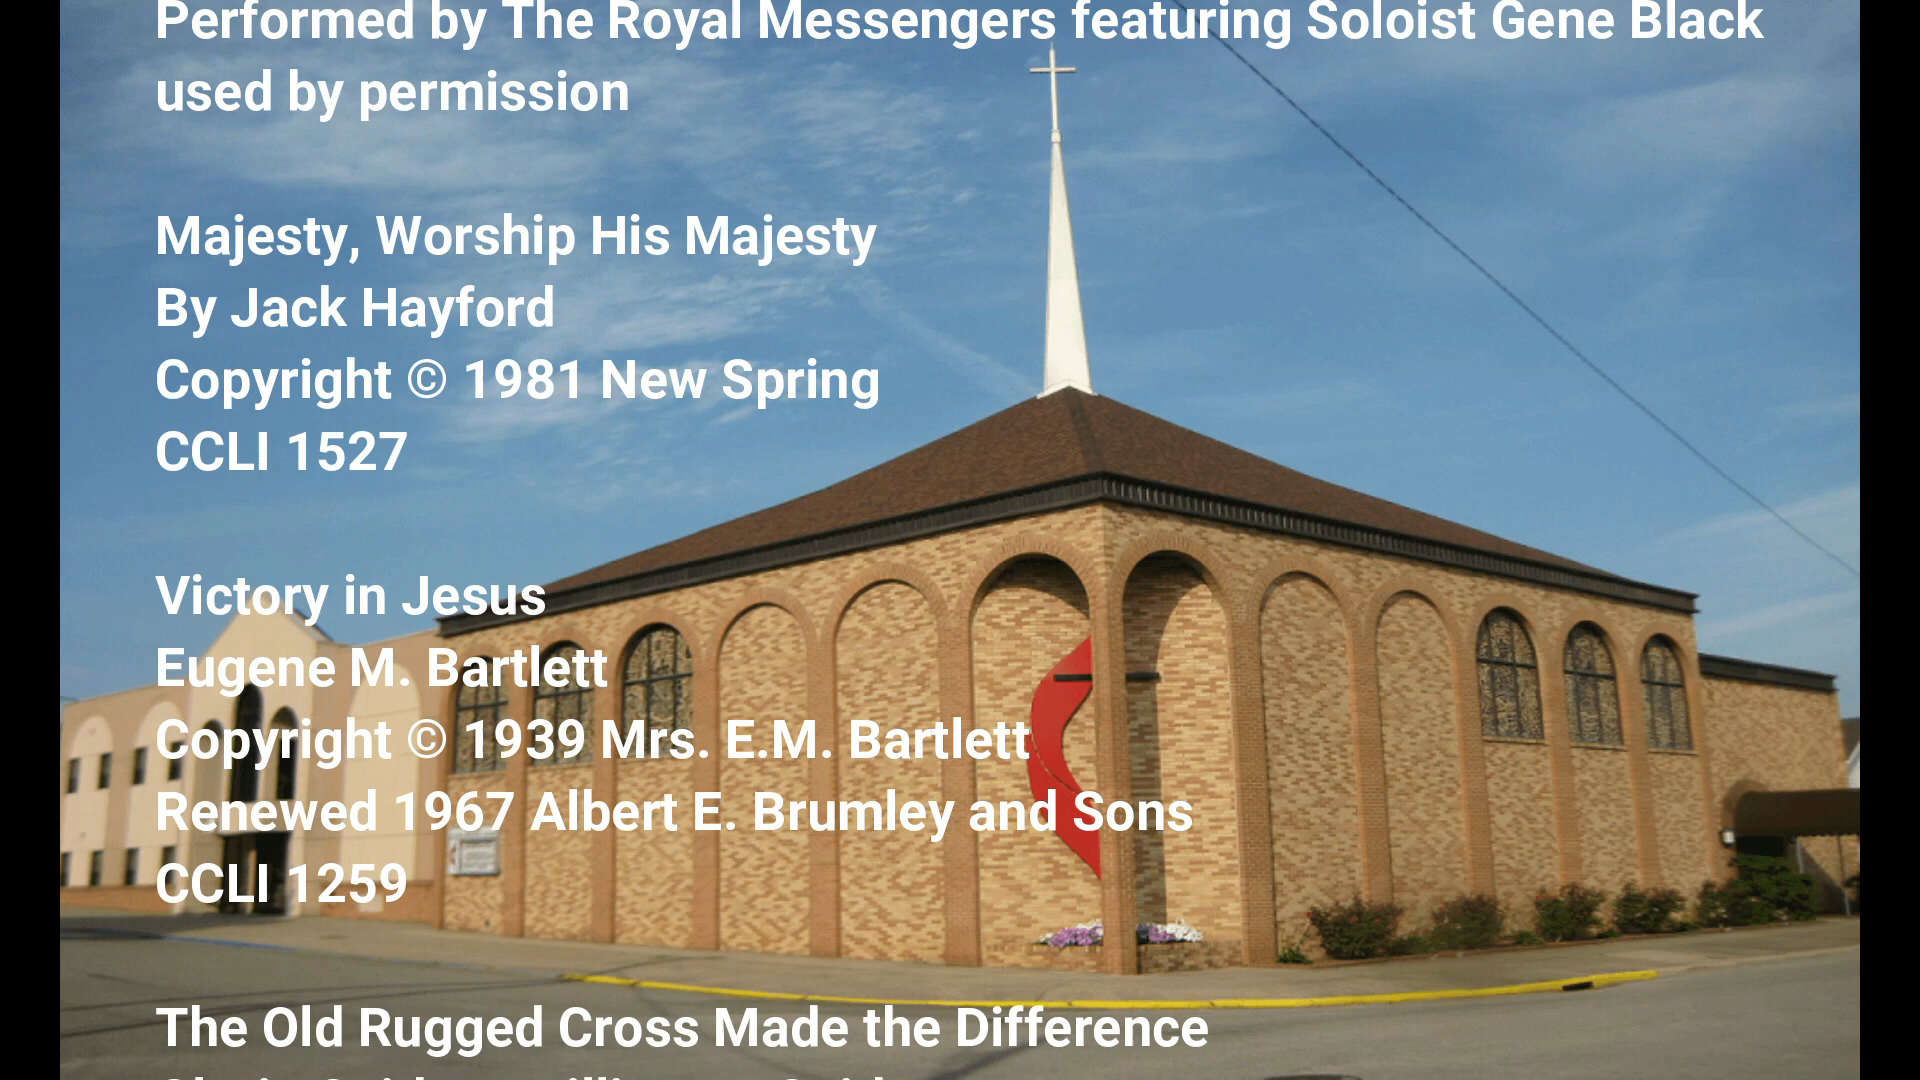 Performed by The Royal Messengers featuring Soloist Gene Black
used by permission
Majesty, Worship His Majesty
By Jack Hayford
Copyright © 1981 New Spring
CCLI 1527
Victory in Jesus
Eugene M. Bartlett
Copyright © 1939 Mrs. E.M. Bartlett
Renewed 1967 Albert E. Brumley and Sons
CCLI 1259
The Old Rugged Cross Made the Difference